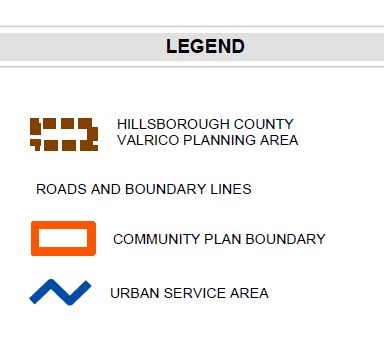 LEGEND
HILLSBOROUGH COUNTY
VALRICO PLANNING AREA
ROADS AND BOUNDARY LINES
COMMUNITY PLAN BOUNDARY
URBAN SERVICE AREA